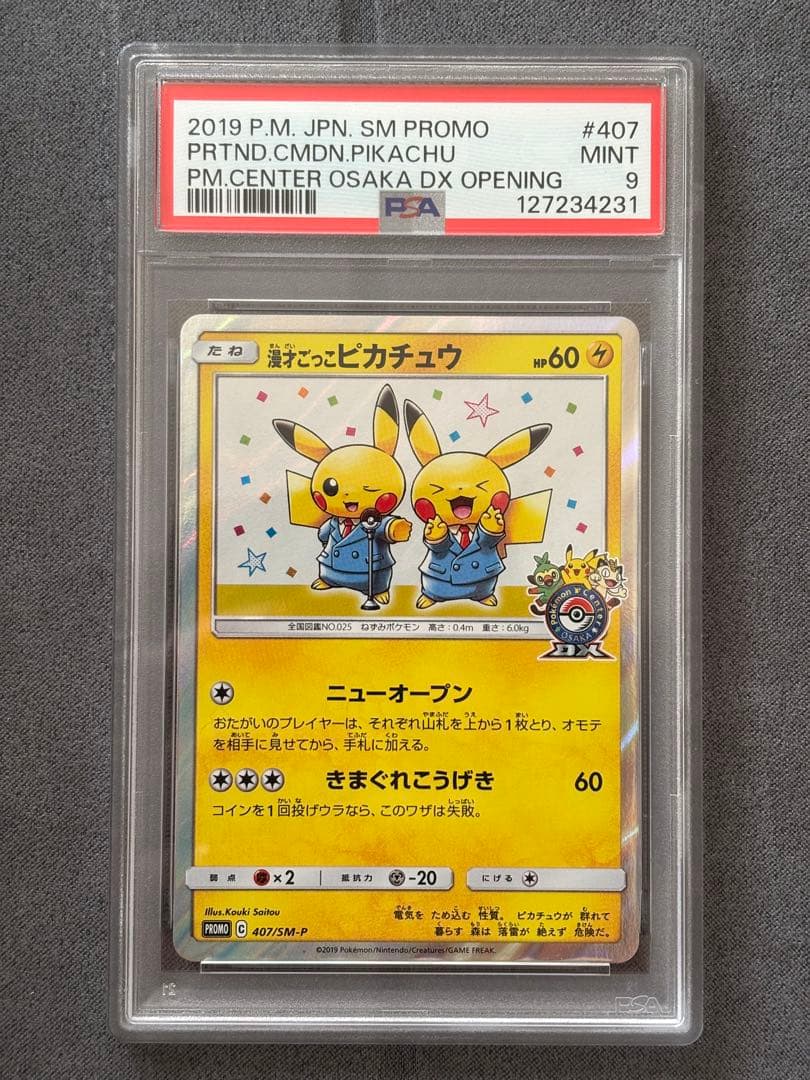 2019 P.M. JPN. SM PROMO #407
PRTND.CMDN.PIKACHU MINT
PM.CENTER OSAKA DX OPENING 9
PSA 127234231
たね 漫才ごっこピカチュウ HP60
まんざい
全国図鑑NO.025 ねずみポケモン 高さ:0.4m 重さ:6.0kg
Pokémon Center
OSAKA
DX
ニューオープン
おたがいのプレイヤーは、それぞれ山札を上から1枚とり、オモテ
を相手に見せてから、手札に加える。
きまぐれこうげき 60
コインを1回投げウラなら、このワザは失敗。
弱点 ×2 抵抗力 -20 にげる
Illus.Kouki Saitou
PROMO C 407/SM-P
電気を ため込む 性質。 ピカチュウが 群れて
暮らす 森は 落雷が 絶えず 危険だ。
©2019 Pokémon/Nintendo/Creatures/GAME FREAK.
PSA